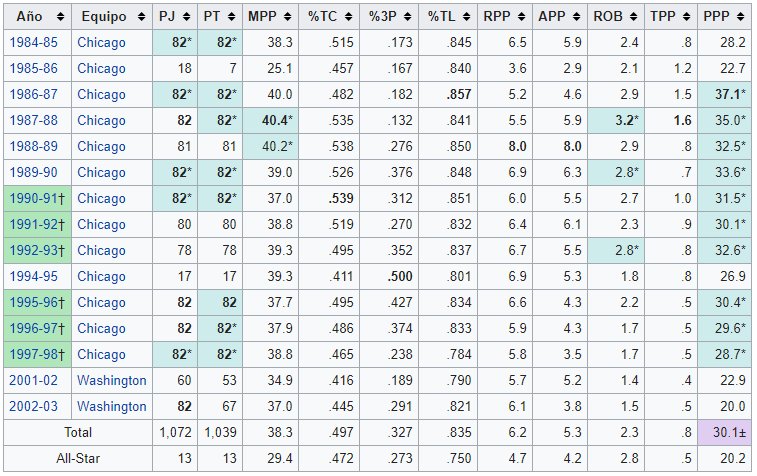 Año Equipo PJ PT MPP %TC %3P %TL RPP APP ROB TPP PPP
1984-85 Chicago 82* 82* 38.3 .515 .173 .845 6.5 5.9 2.4 .8 28.2
1985-86 Chicago 18 7 25.1 .457 .167 .840 3.6 2.9 2.1 1.2 22.7
1986-87 Chicago 82* 82* 40.0 .482 .182 .857 5.2 4.6 2.9 1.5 37.1*
1987-88 Chicago 82 82* 40.4* .535 .132 .841 5.5 5.9 3.2* 1.6 35.0*
1988-89 Chicago 81 81 40.2* .538 .276 .850 8.0 8.0 2.9 .8 32.5*
1989-90 Chicago 82* 82* 39.0 .526 .376 .848 6.9 6.3 2.8* .7 33.6*
1990-91† Chicago 82* 82* 37.0 .539 .312 .851 6.0 5.5 2.7 1.0 31.5*
1991-92† Chicago 80 80 38.8 .519 .270 .832 6.4 6.1 2.3 .9 30.1*
1992-93† Chicago 78 78 39.3 .495 .352 .837 6.7 5.5 2.8* .8 32.6*
1994-95 Chicago 17 17 39.3 .411 .500 .801 6.9 5.3 1.8 .8 26.9
1995-96† Chicago 82 82 37.7 .495 .427 .834 6.6 4.3 2.2 .5 30.4*
1996-97† Chicago 82 82* 37.9 .486 .374 .833 5.9 4.3 1.7 .5 29.6*
1997-98† Chicago 82* 82* 38.8 .465 .238 .784 5.8 3.5 1.7 .5 28.7*
2001-02 Washington 60 53 34.9 .416 .189 .790 5.7 5.2 1.4 .4 22.9
2002-03 Washington 82 67 37.0 .445 .291 .821 6.1 3.8 1.5 .5 20.0
Total 1,072 1,039 38.3 .497 .327 .835 6.2 5.3 2.3 .8 30.1±
All-Star 13 13 29.4 .472 .273 .750 4.7 4.2 2.8 .5 20.2